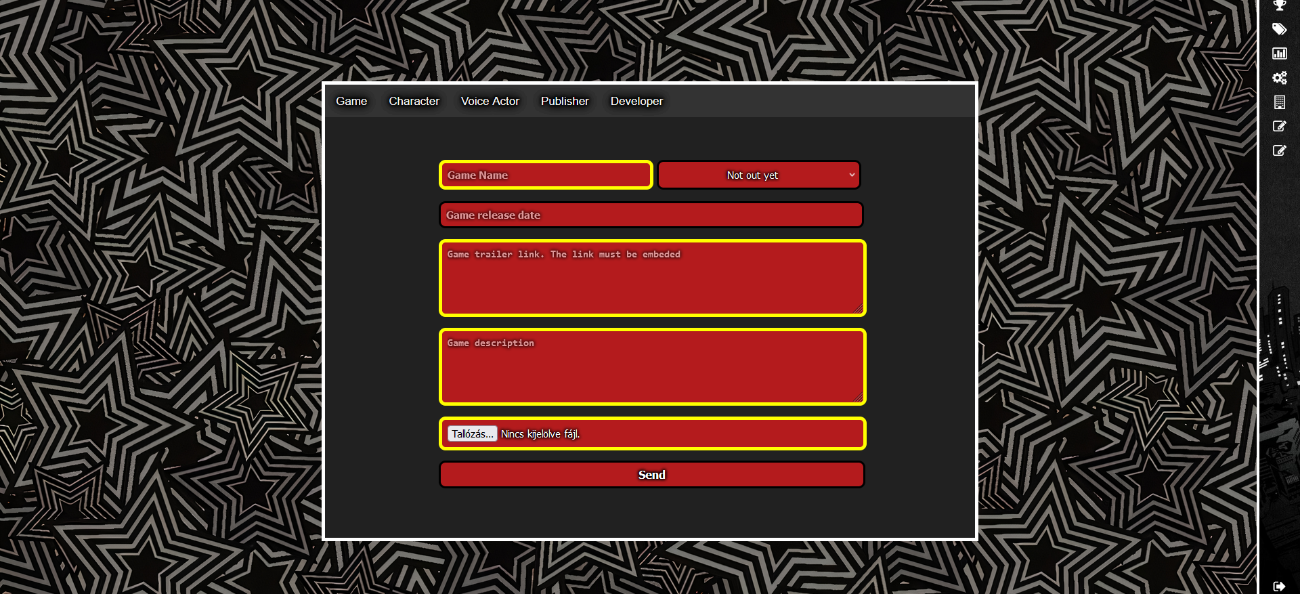 Game Character Voice Actor Publisher Developer
Game Name Not out yet
Game release date
Game trailer link. The link must be embeded
Game description
Talózás... Nincs kijelölve fájl.
Send